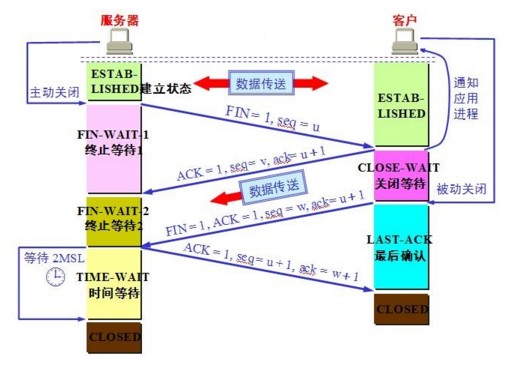 服务器
客户
ESTAB-
LISHED
建立状态
数据传送
主动关闭
ESTAB-
LISHED
通知
应用
进程
FIN= 1, seq = u
FIN-WAIT-1
终止等待1
ACK = 1, seq= v, ack= u + 1
CLOSE-WAIT
关闭等待
数据传送
被动关闭
FIN-WAIT-2
终止等待2
FIN= 1, ACK = 1, seq = w, ack= u+ 1
LAST-ACK
最后确认
等待 2MSL
ACK = 1, seq= u + 1, ack = w + 1
TIME-WAIT
时间等待
CLOSED
CLOSED